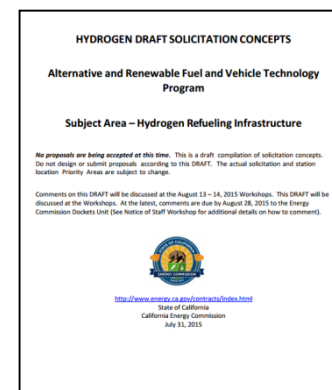 HYDROGEN DRAFT SOLICITATION CONCEPTS
Alternative and Renewable Fuel and Vehicle Technology
Program
Subject Area – Hydrogen Refueling Infrastructure
No proposals are being accepted at this time. This is a draft compilation of solicitation concepts.
Do not design or submit proposals according to this DRAFT. The actual solicitation and station
location Priority Areas are subject to change.
Comments on this DRAFT will be discussed at the August 13 – 14, 2015 Workshops. This DRAFT will be
discussed at the Workshops. At the latest, comments are due by August 28, 2015 to the Energy
Commission Dockets Unit (See Notice of Staff Workshop for additional details on how to comment).
STATE OF CALIFORNIA
ENERGY COMMISSION
http://www.energy.ca.gov/contracts/index.html
State of California
California Energy Commission
July 31, 2015